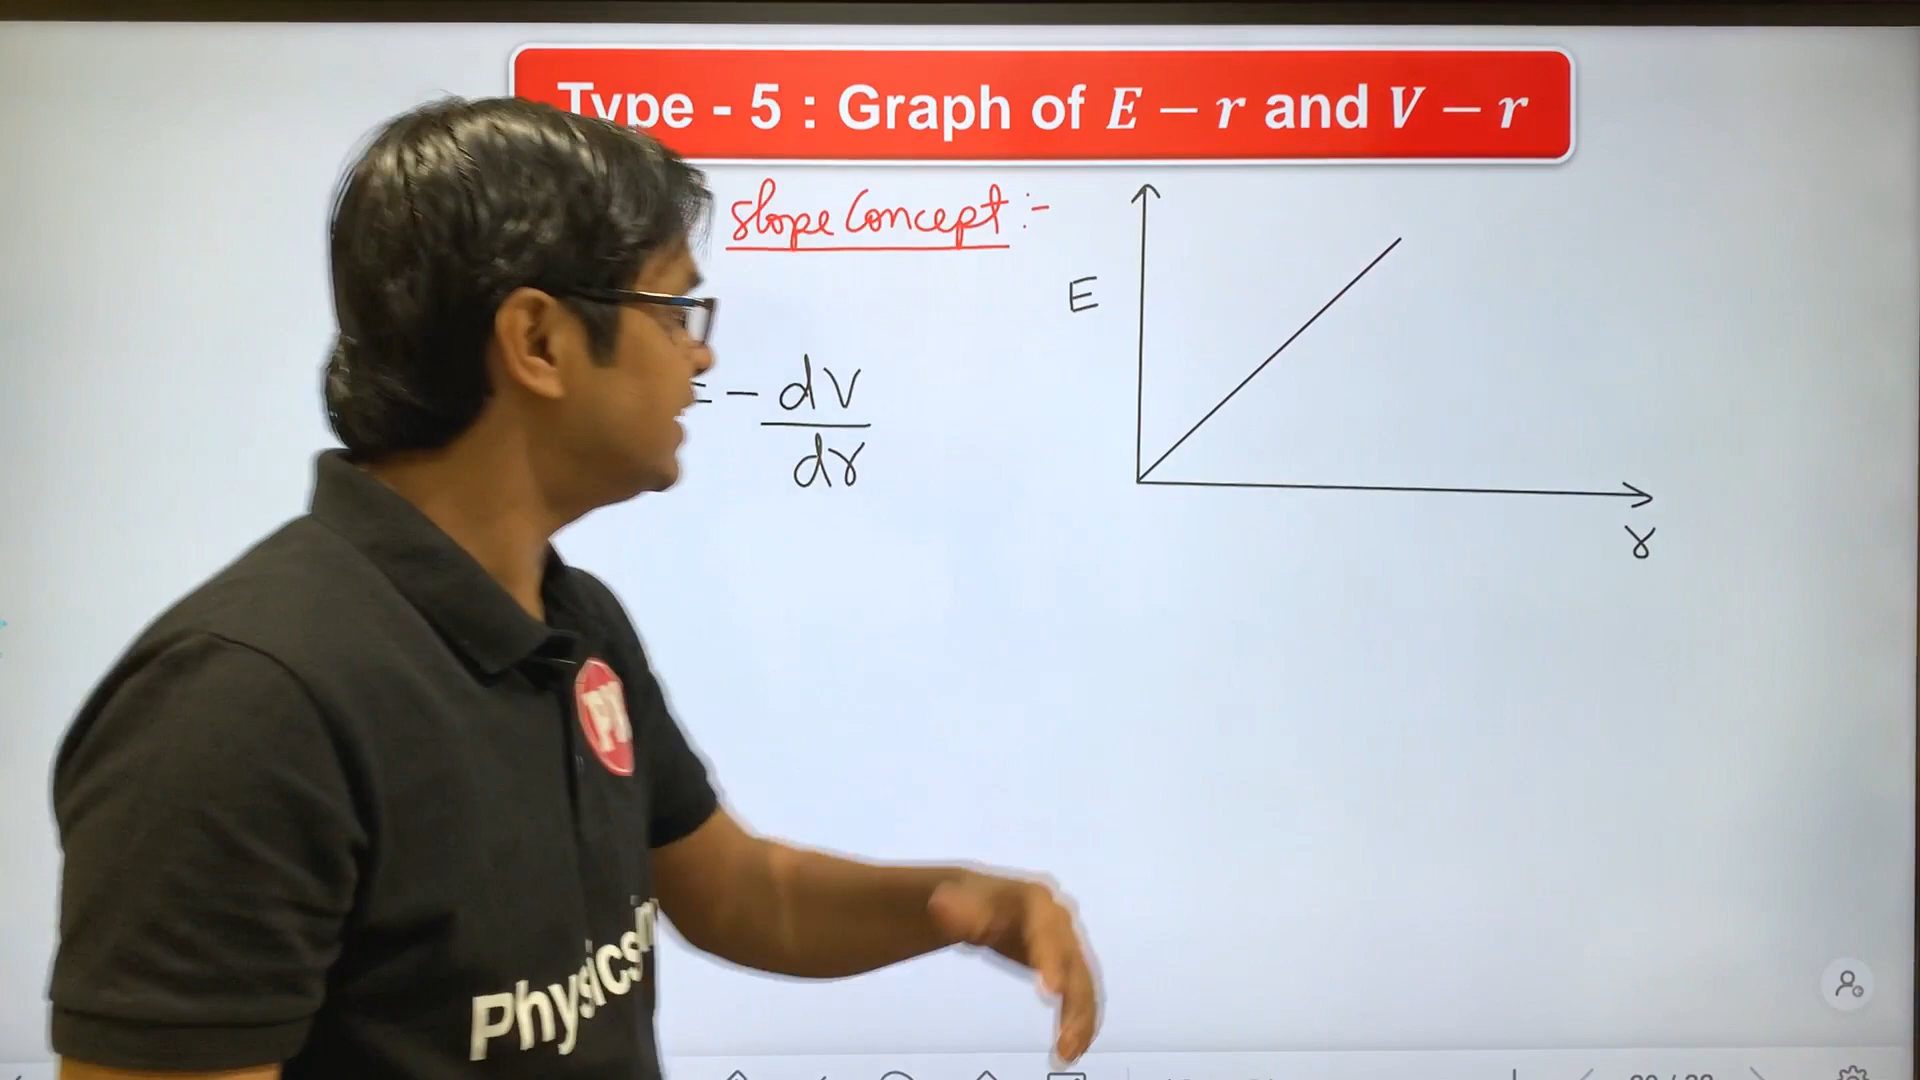 Type - 5 : Graph of E − r and V − r
Slope Concept :-
E
= - dV
dr
r
Physics